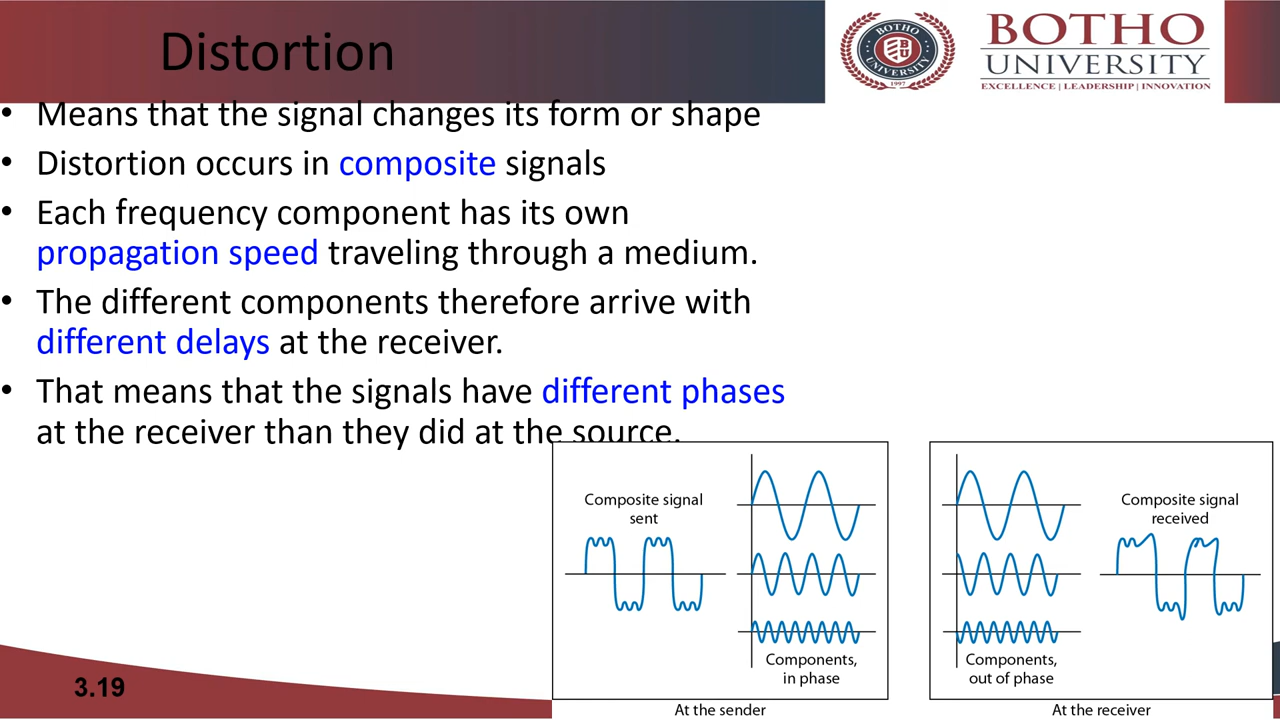 Distortion
BOTHO
UNIVERSITY
EXCELLENCE | LEADERSHIP | INNOVATION
BOTHO
UNIVERSITY
BU
1997
• Means that the signal changes its form or shape
• Distortion occurs in composite signals
• Each frequency component has its own
propagation speed traveling through a medium.
• The different components therefore arrive with
different delays at the receiver.
• That means that the signals have different phases
at the receiver than they did at the source.
Composite signal
sent
Components,
in phase
At the sender
Composite signal
received
Components,
out of phase
At the receiver
3.19